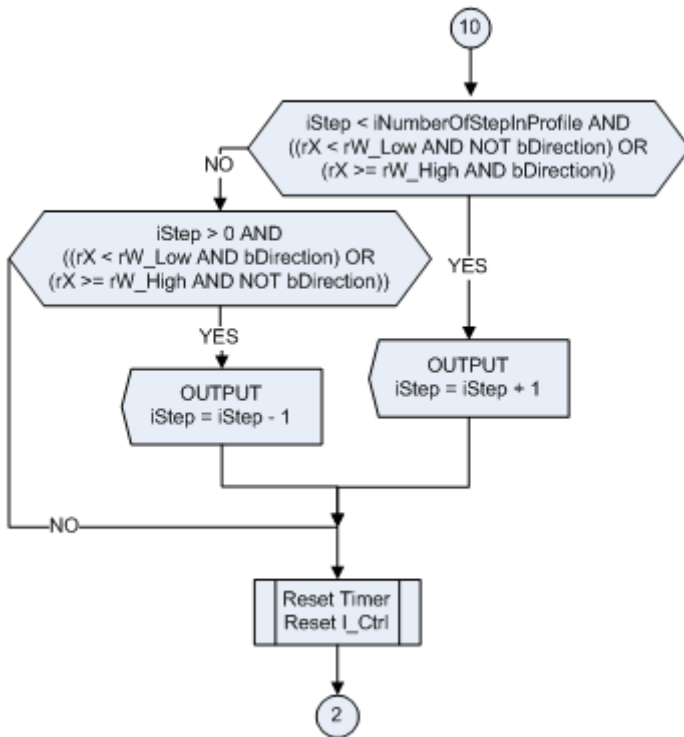 10
iStep < iNumberOfStepInProfile AND
((rX < rW_Low AND NOT bDirection) OR
(rX >= rW_High AND bDirection))
NO
iStep > 0 AND
((rX < rW_Low AND bDirection) OR
(rX >= rW_High AND NOT bDirection))
YES
YES
OUTPUT
iStep = iStep + 1
OUTPUT
iStep = iStep - 1
NO
Reset Timer
Reset I_Ctrl
2